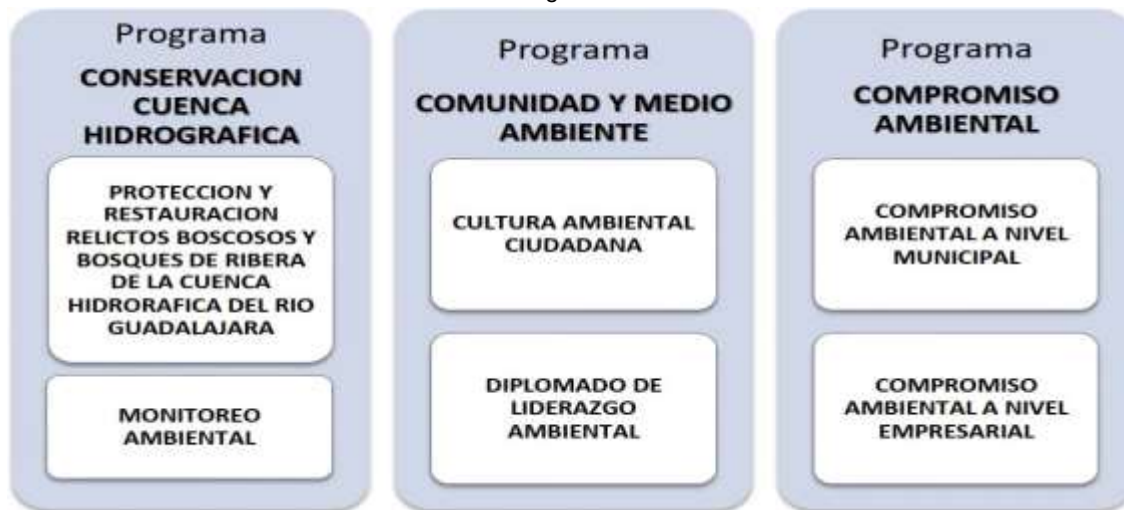 Programa
CONSERVACION
CUENCA
HIDROGRAFICA
PROTECCION Y
RESTAURACION
RELICTOS BOSCOSOS Y
BOSQUES DE RIBERA
DE LA CUENCA
HIDRORAFICA DEL RIO
GUADALAJARA
MONITOREO
AMBIENTAL
Programa
COMUNIDAD Y MEDIO
AMBIENTE
CULTURA AMBIENTAL
CIUDADANA
DIPLOMADO DE
LIDERAZGO
AMBIENTAL
Programa
COMPROMISO
AMBIENTAL
COMPROMISO
AMBIENTAL A NIVEL
MUNICIPAL
COMPROMISO
AMBIENTAL A NIVEL
EMPRESARIAL